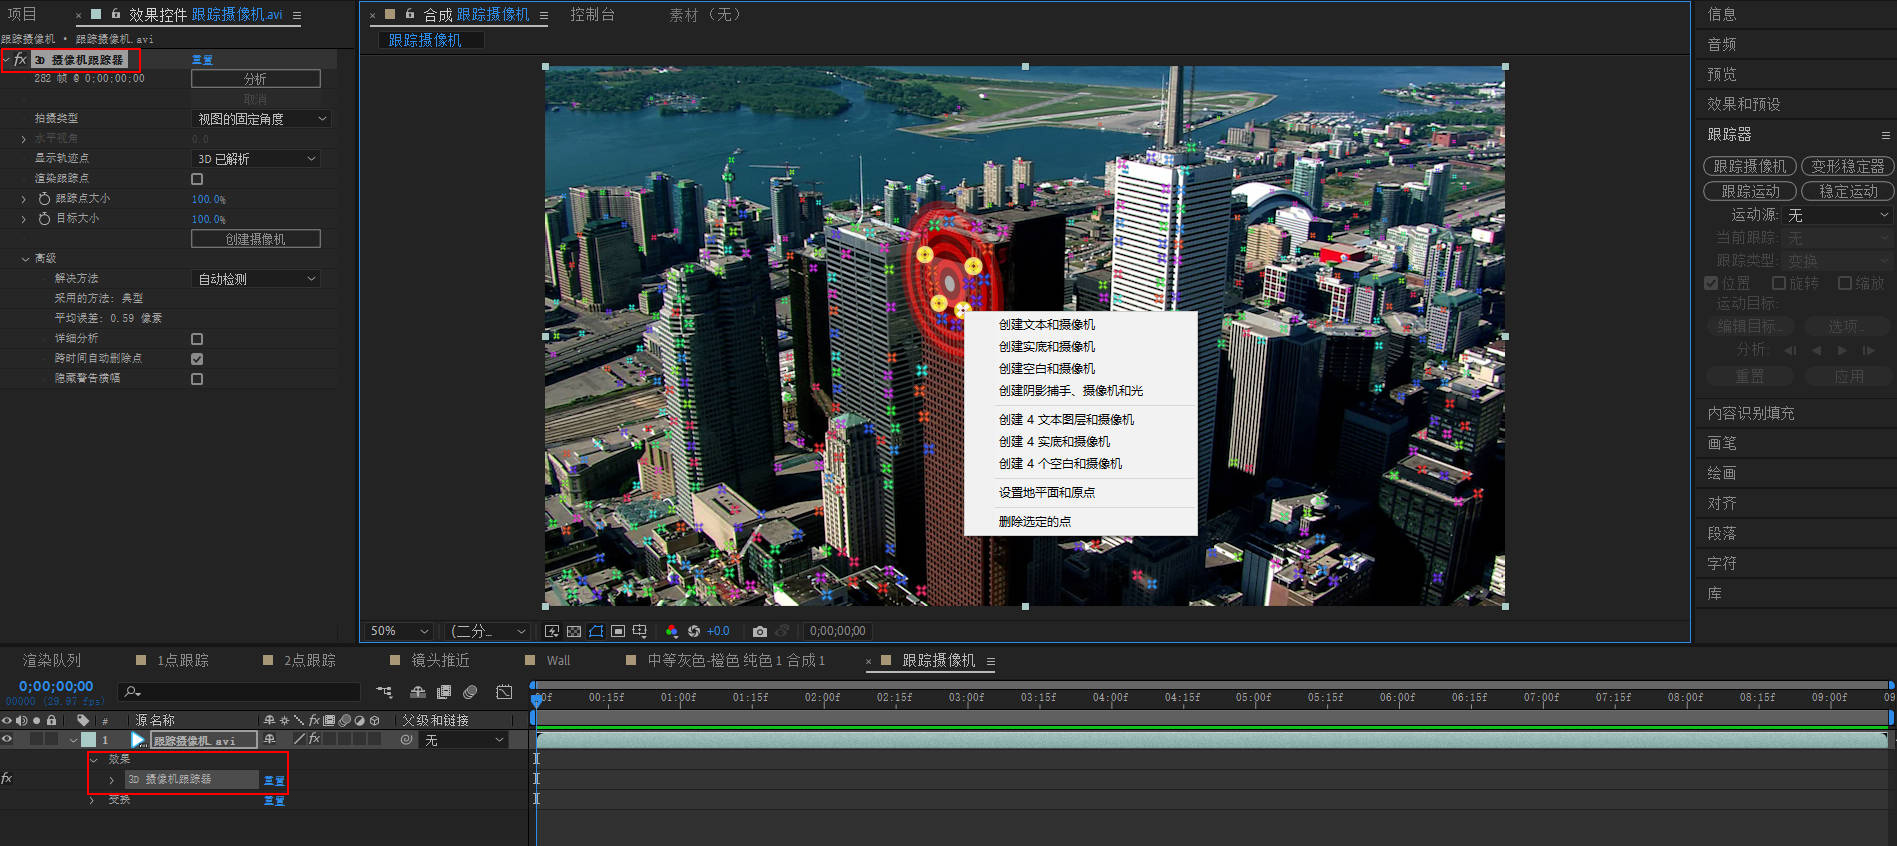 项目
× 效果控件 跟踪摄像机.avi ≡
跟踪摄像机 • 跟踪摄像机.avi
fx 3D 摄像机跟踪器 重置
282 帧 @ 0;00;00;00 分析
取消
拍摄类型 视图的固定角度
水平视角 0.0
显示轨迹点 3D 已解析
渲染跟踪点
跟踪点大小 100.0%
目标大小 100.0%
创建摄像机
高级
解决方法 自动检测
采用的方法: 典型
平均误差: 0.59 像素
详细分析
跨时间自动删除点
隐藏警告横幅
× 合成 跟踪摄像机 ≡ 控制台 素材 （无）
跟踪摄像机
创建文本和摄像机
创建实底和摄像机
创建空白和摄像机
创建阴影捕手、摄像机和光
创建 4 文本图层和摄像机
创建 4 实底和摄像机
创建 4 个空白和摄像机
设置地平面和原点
删除选定的点
50% (二分... +0.0 0;00;00;00
信息
音频
预览
效果和预设
跟踪器 ≡
跟踪摄像机 变形稳定器
跟踪运动 稳定运动
运动源: 无
当前跟踪: 无
跟踪类型: 变换
位置 旋转 缩放
运动目标:
编辑目标... 选项...
分析:
重置 应用
内容识别填充
画笔
绘画
对齐
段落
字符
库
渲染队列 1点跟踪 2点跟踪 镜头推近 Wall 中等灰色-橙色 纯色 1 合成 1 × 跟踪摄像机 ≡
0;00;00;00
00000 (29.97 fps)
00f 00:15f 01:00f 01:15f 02:00f 02:15f 03:00f 03:15f 04:00f 04:15f 05:00f 05:15f 06:00f 06:15f 07:00f 07:15f 08:00f 08:15f 09:00f 09
# 源名称 fx 父级和链接
1 跟踪摄像机.avi fx 无
效果
fx 3D 摄像机跟踪器 重置
变换 重置